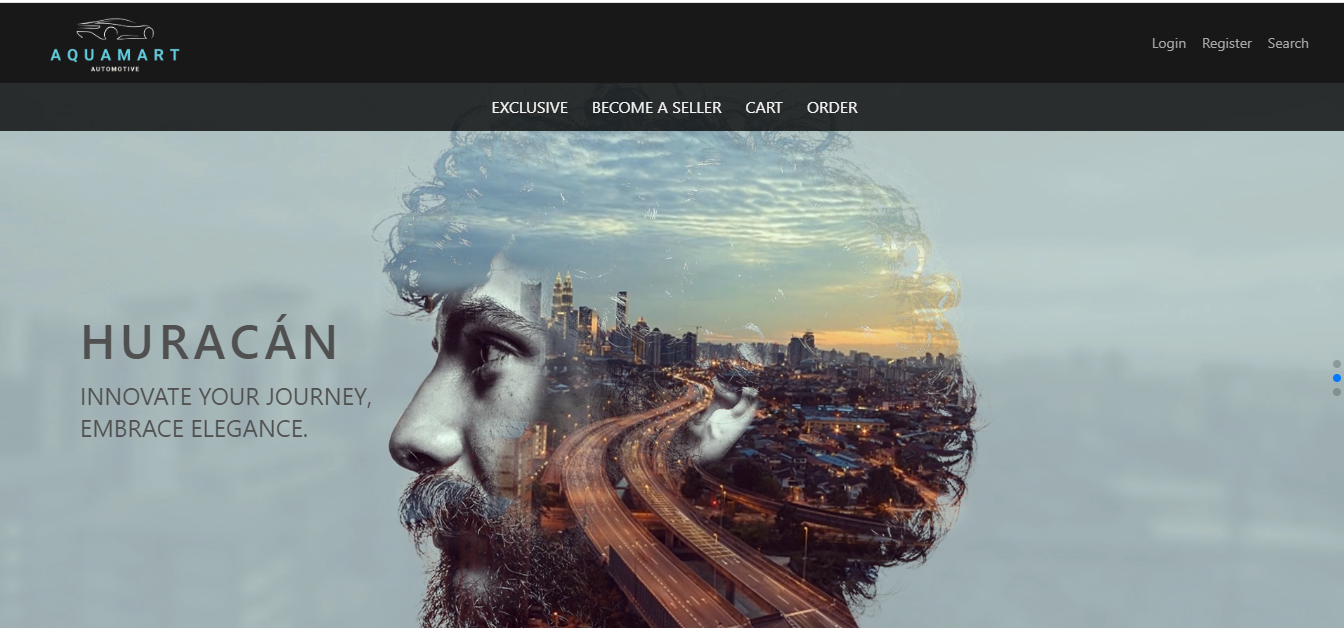 AQUAMART
AUTOMOTIVE
Login Register Search
EXCLUSIVE BECOME A SELLER CART ORDER
HURACÁN
INNOVATE YOUR JOURNEY,
EMBRACE ELEGANCE.